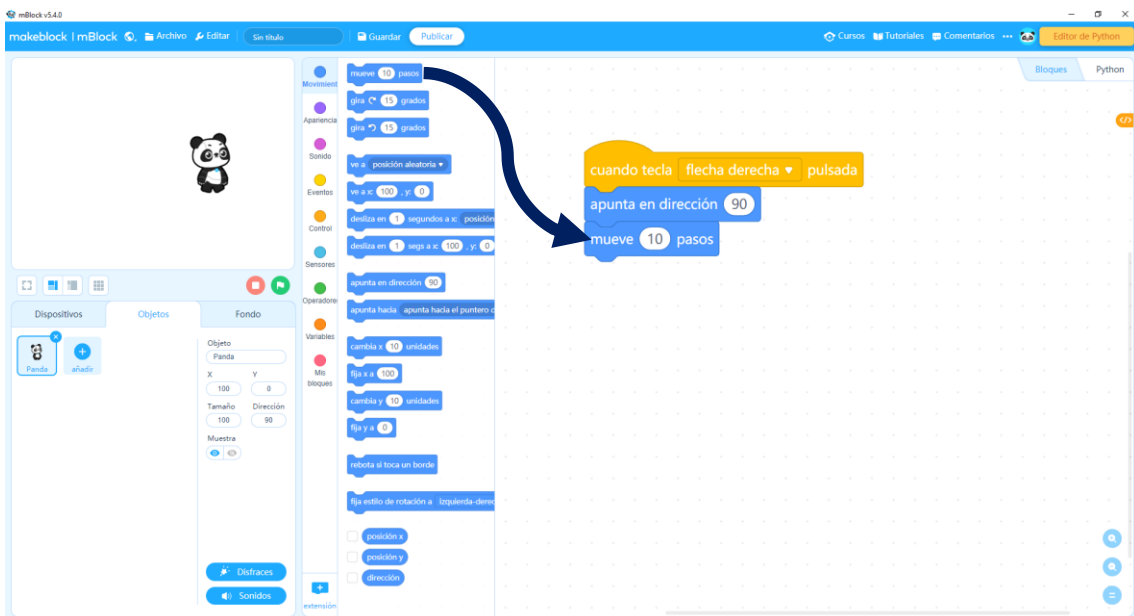 mBlock v5.4.0
makeblock | mBlock Archivo Editar Sin título Guardar Publicar Cursos Tutoriales Comentarios Editor de Python
Bloques Python
Movimient
Apariencia
Sonido
Eventos
Control
Sensores
Operadore
Variables
Mis
bloques
extensión
mueve 10 pasos
gira 15 grados
gira 15 grados
ve a posición aleatoria
ve a x: 100 , y: 0
desliza en 1 segundos a x: posición
desliza en 1 segs a x: 100 , y: 0
apunta en dirección 90
apunta hacia apunta hacia el puntero
cambia x 10 unidades
fija x a 100
cambia y 10 unidades
fija y a 0
rebota si toca un borde
fija estilo de rotación a izquierda-derec
posición x
posición y
dirección
cuando tecla flecha derecha pulsada
apunta en dirección 90
mueve 10 pasos
Dispositivos Objetos Fondo
Panda
añadir
Objeto
Panda
X Y
100 0
Tamaño Dirección
100 90
Muestra
Disfraces
Sonidos